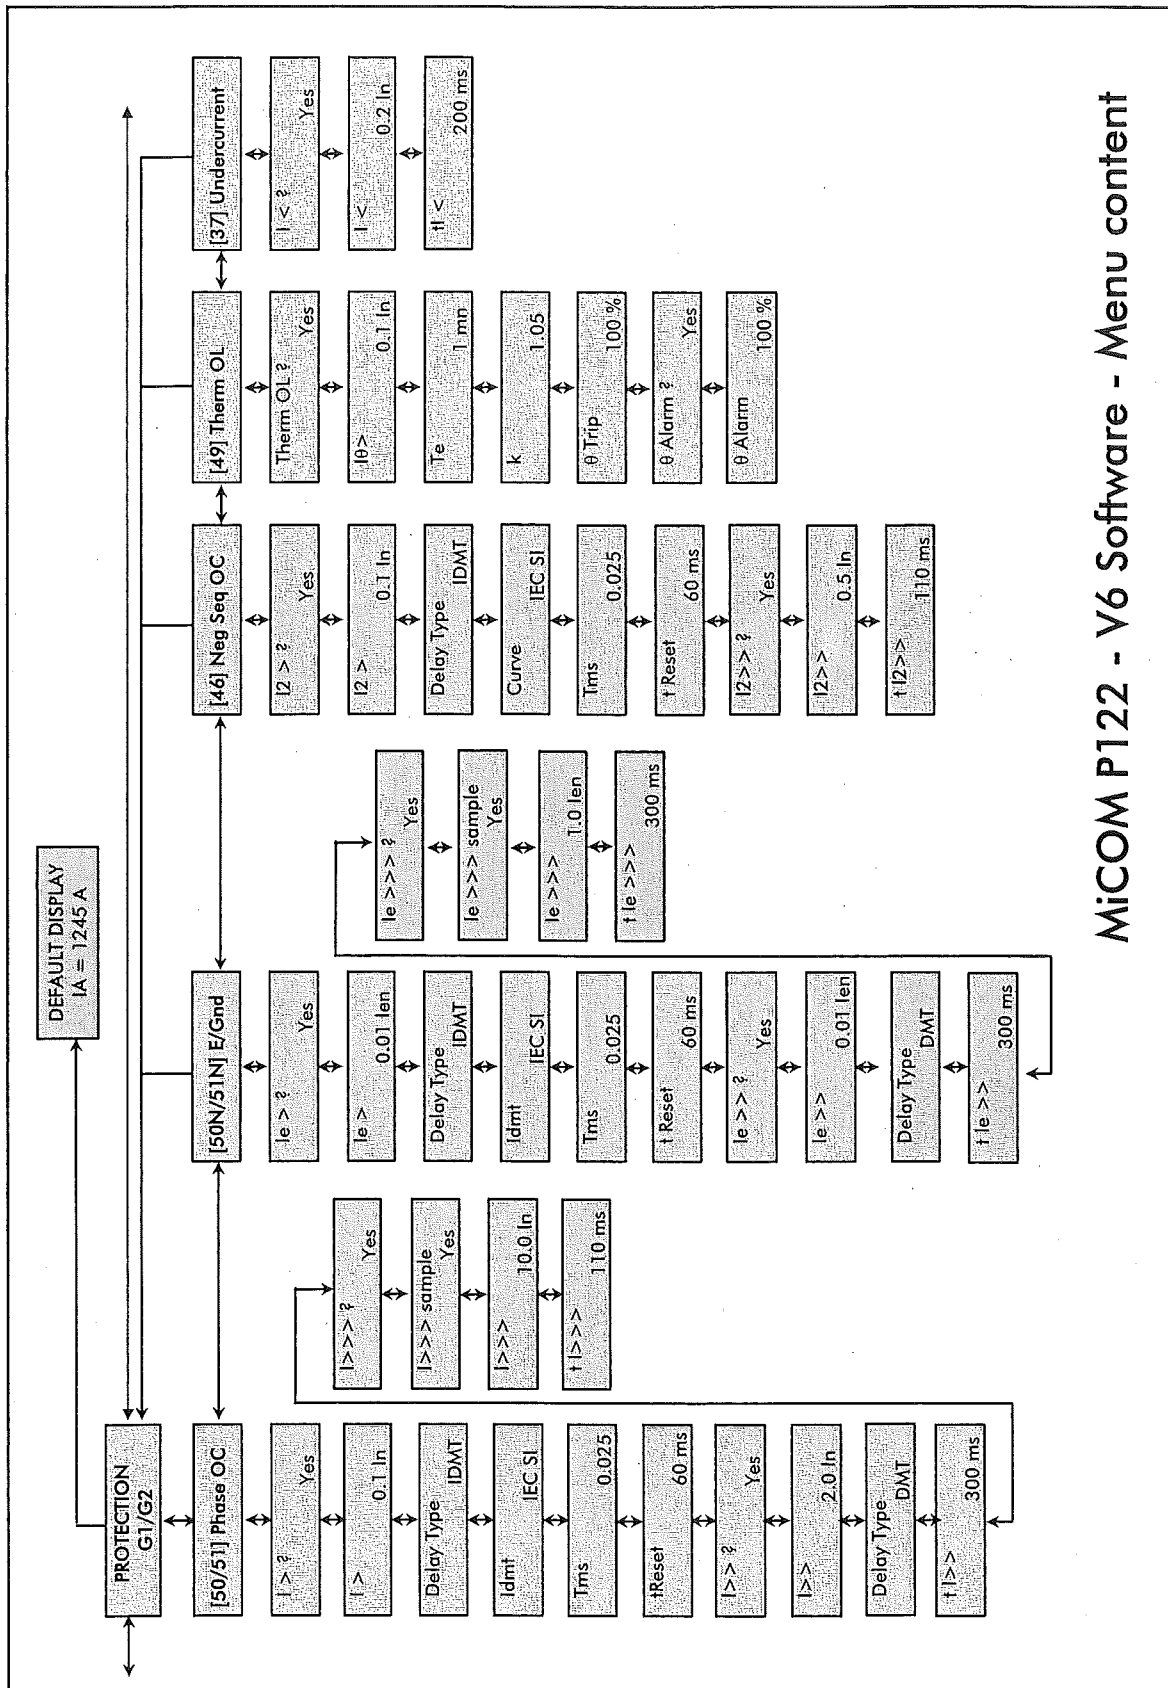 DEFAULT DISPLAY
IA = 1245 A
PROTECTION
G1/G2
[50/51] Phase OC
I > ?
Yes
I >
0.1 In
Delay Type
IDMT
Idmt
IEC SI
Tms
0.025
tReset
60 ms
I>> ?
Yes
I>>
2.0 In
Delay Type
DMT
t I>>
300 ms
I>>> ?
Yes
I>>> sample
Yes
I>>>
10.0 In
t I>>>
110 ms
[50N/51N] E/Gnd
Ie > ?
Yes
Ie >
0.01 Ien
Delay Type
IDMT
Idmt
IEC SI
Tms
0.025
t Reset
60 ms
Ie >> ?
Yes
Ie >>
0.01 Ien
Delay Type
DMT
t Ie >>
300 ms
Ie >>> ?
Yes
Ie >>> sample
Yes
Ie >>>
1.0 Ien
t Ie >>>
300 ms
[46] Neg Seq OC
I2 > ?
Yes
I2 >
0.1 In
Delay Type
IDMT
Curve
IEC SI
Tms
0.025
t Reset
60 ms
I2>> ?
Yes
I2>>
0.5 In
t I2>>
110 ms
[49] Therm OL
Therm OL ?
Yes
Iθ>
0.1 In
Te
1 mn
k
1.05
θ Trip
100 %
θ Alarm ?
Yes
θ Alarm
100 %
[37] Undercurrent
I < ?
Yes
I <
0.2 In
tI <
200 ms
MiCOM P122 - V6 Software - Menu content